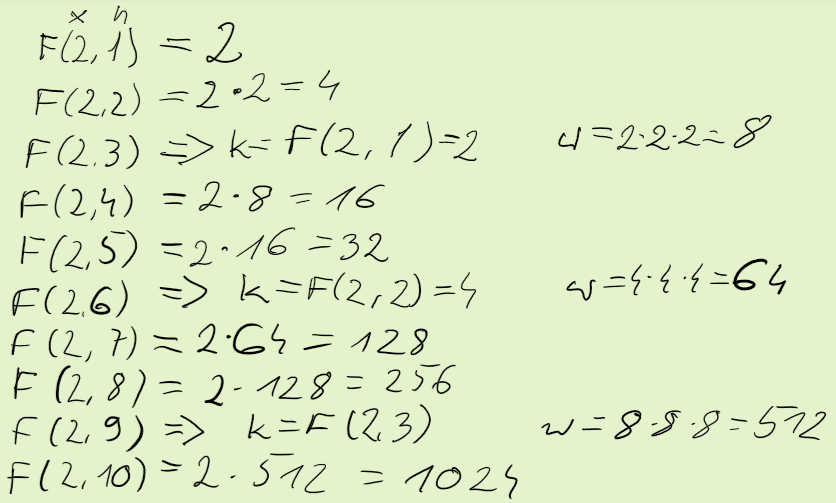 x n
F(2,1) = 2
F(2,2) = 2·2 = 4
F(2,3) => k= F(2,1)=2 w=2·2·2=8
F(2,4) = 2·8 = 16
F(2,5) = 2·16 = 32
F(2,6) => k=F(2,2)=4 w=4·4·4=64
F(2,7) = 2·64 = 128
F(2,8) = 2·128 = 256
F(2,9) => k=F(2,3) w=8·8·8=512
F(2,10) = 2·512 = 1024